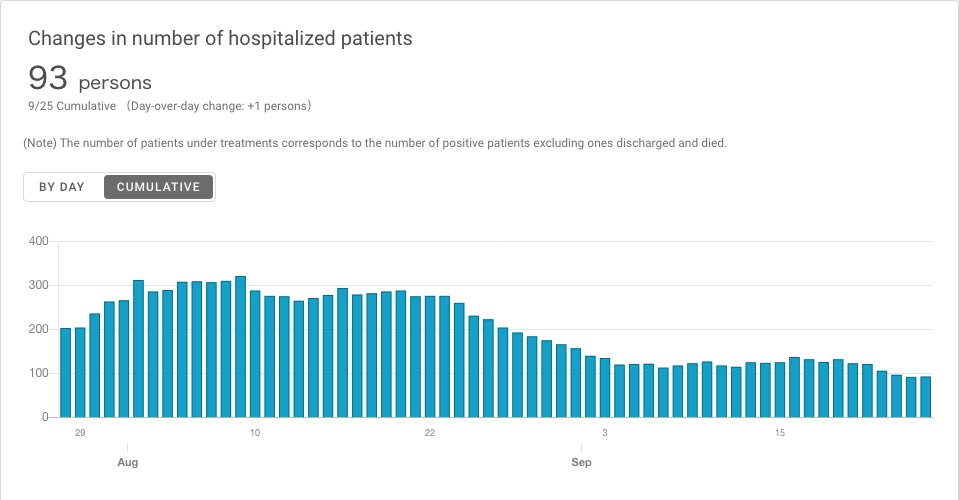 Changes in number of hospitalized patients
93 persons
9/25 Cumulative (Day-over-day change: +1 persons)
(Note) The number of patients under treatments corresponds to the number of positive patients excluding ones discharged and died.
BY DAY CUMULATIVE
400
300
200
100
0
29 10 22 3 15
Aug Sep